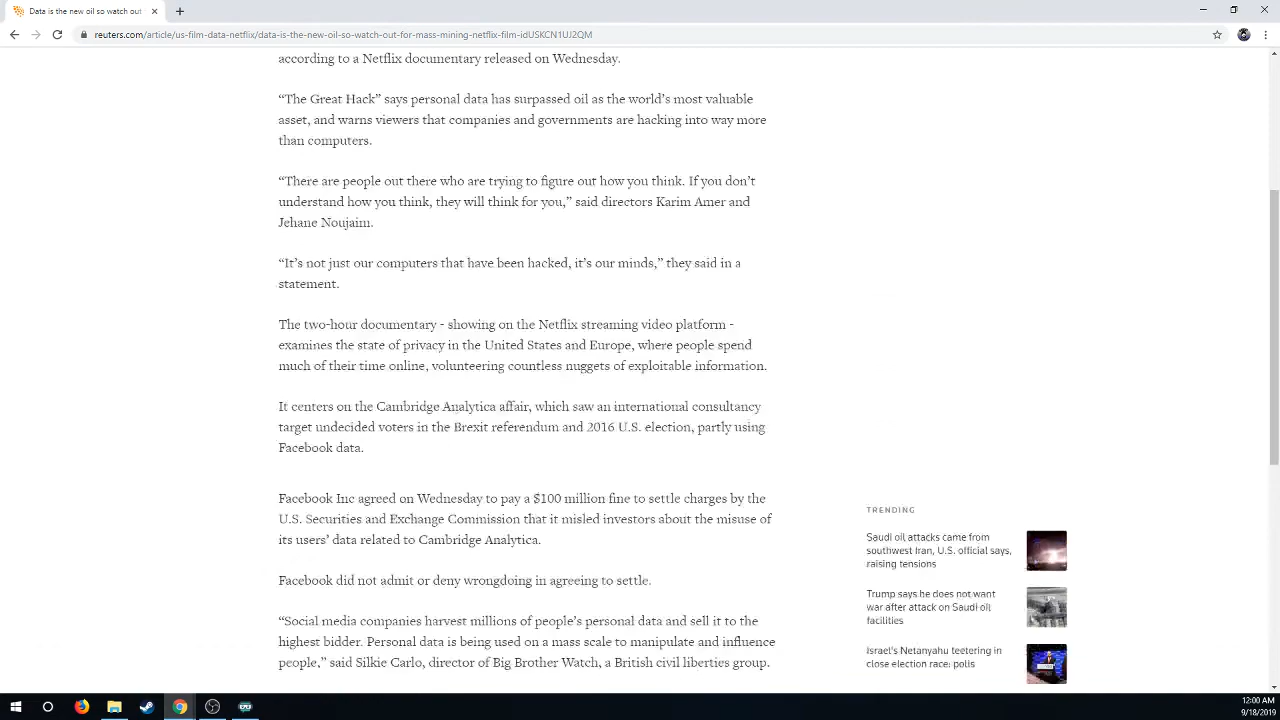 Data is the new oil so watch out
reuters.com/article/us-film-data-netflix/data-is-the-new-oil-so-watch-out-for-mass-mining-netflix-film-idUSKCN1UJ2QM
according to a Netflix documentary released on Wednesday.
“The Great Hack” says personal data has surpassed oil as the world’s most valuable
asset, and warns viewers that companies and governments are hacking into way more
than computers.
“There are people out there who are trying to figure out how you think. If you don’t
understand how you think, they will think for you,” said directors Karim Amer and
Jehane Noujaim.
“It’s not just our computers that have been hacked, it’s our minds,” they said in a
statement.
The two-hour documentary - showing on the Netflix streaming video platform -
examines the state of privacy in the United States and Europe, where people spend
much of their time online, volunteering countless nuggets of exploitable information.
It centers on the Cambridge Analytica affair, which saw an international consultancy
target undecided voters in the Brexit referendum and 2016 U.S. election, partly using
Facebook data.
Facebook Inc agreed on Wednesday to pay a $100 million fine to settle charges by the
U.S. Securities and Exchange Commission that it misled investors about the misuse of
its users’ data related to Cambridge Analytica.
Facebook did not admit or deny wrongdoing in agreeing to settle.
“Social media companies harvest millions of people’s personal data and sell it to the
highest bidder. Personal data is being used on a mass scale to manipulate and influence
people,” said Silkie Carlo, director of Big Brother Watch, a British civil liberties group.
TRENDING
Saudi oil attacks came from
southwest Iran, U.S. official says,
raising tensions
Trump says he does not want
war after attack on Saudi oil
facilities
Israel's Netanyahu teetering in
close election race: polls
12:00 AM
9/18/2019